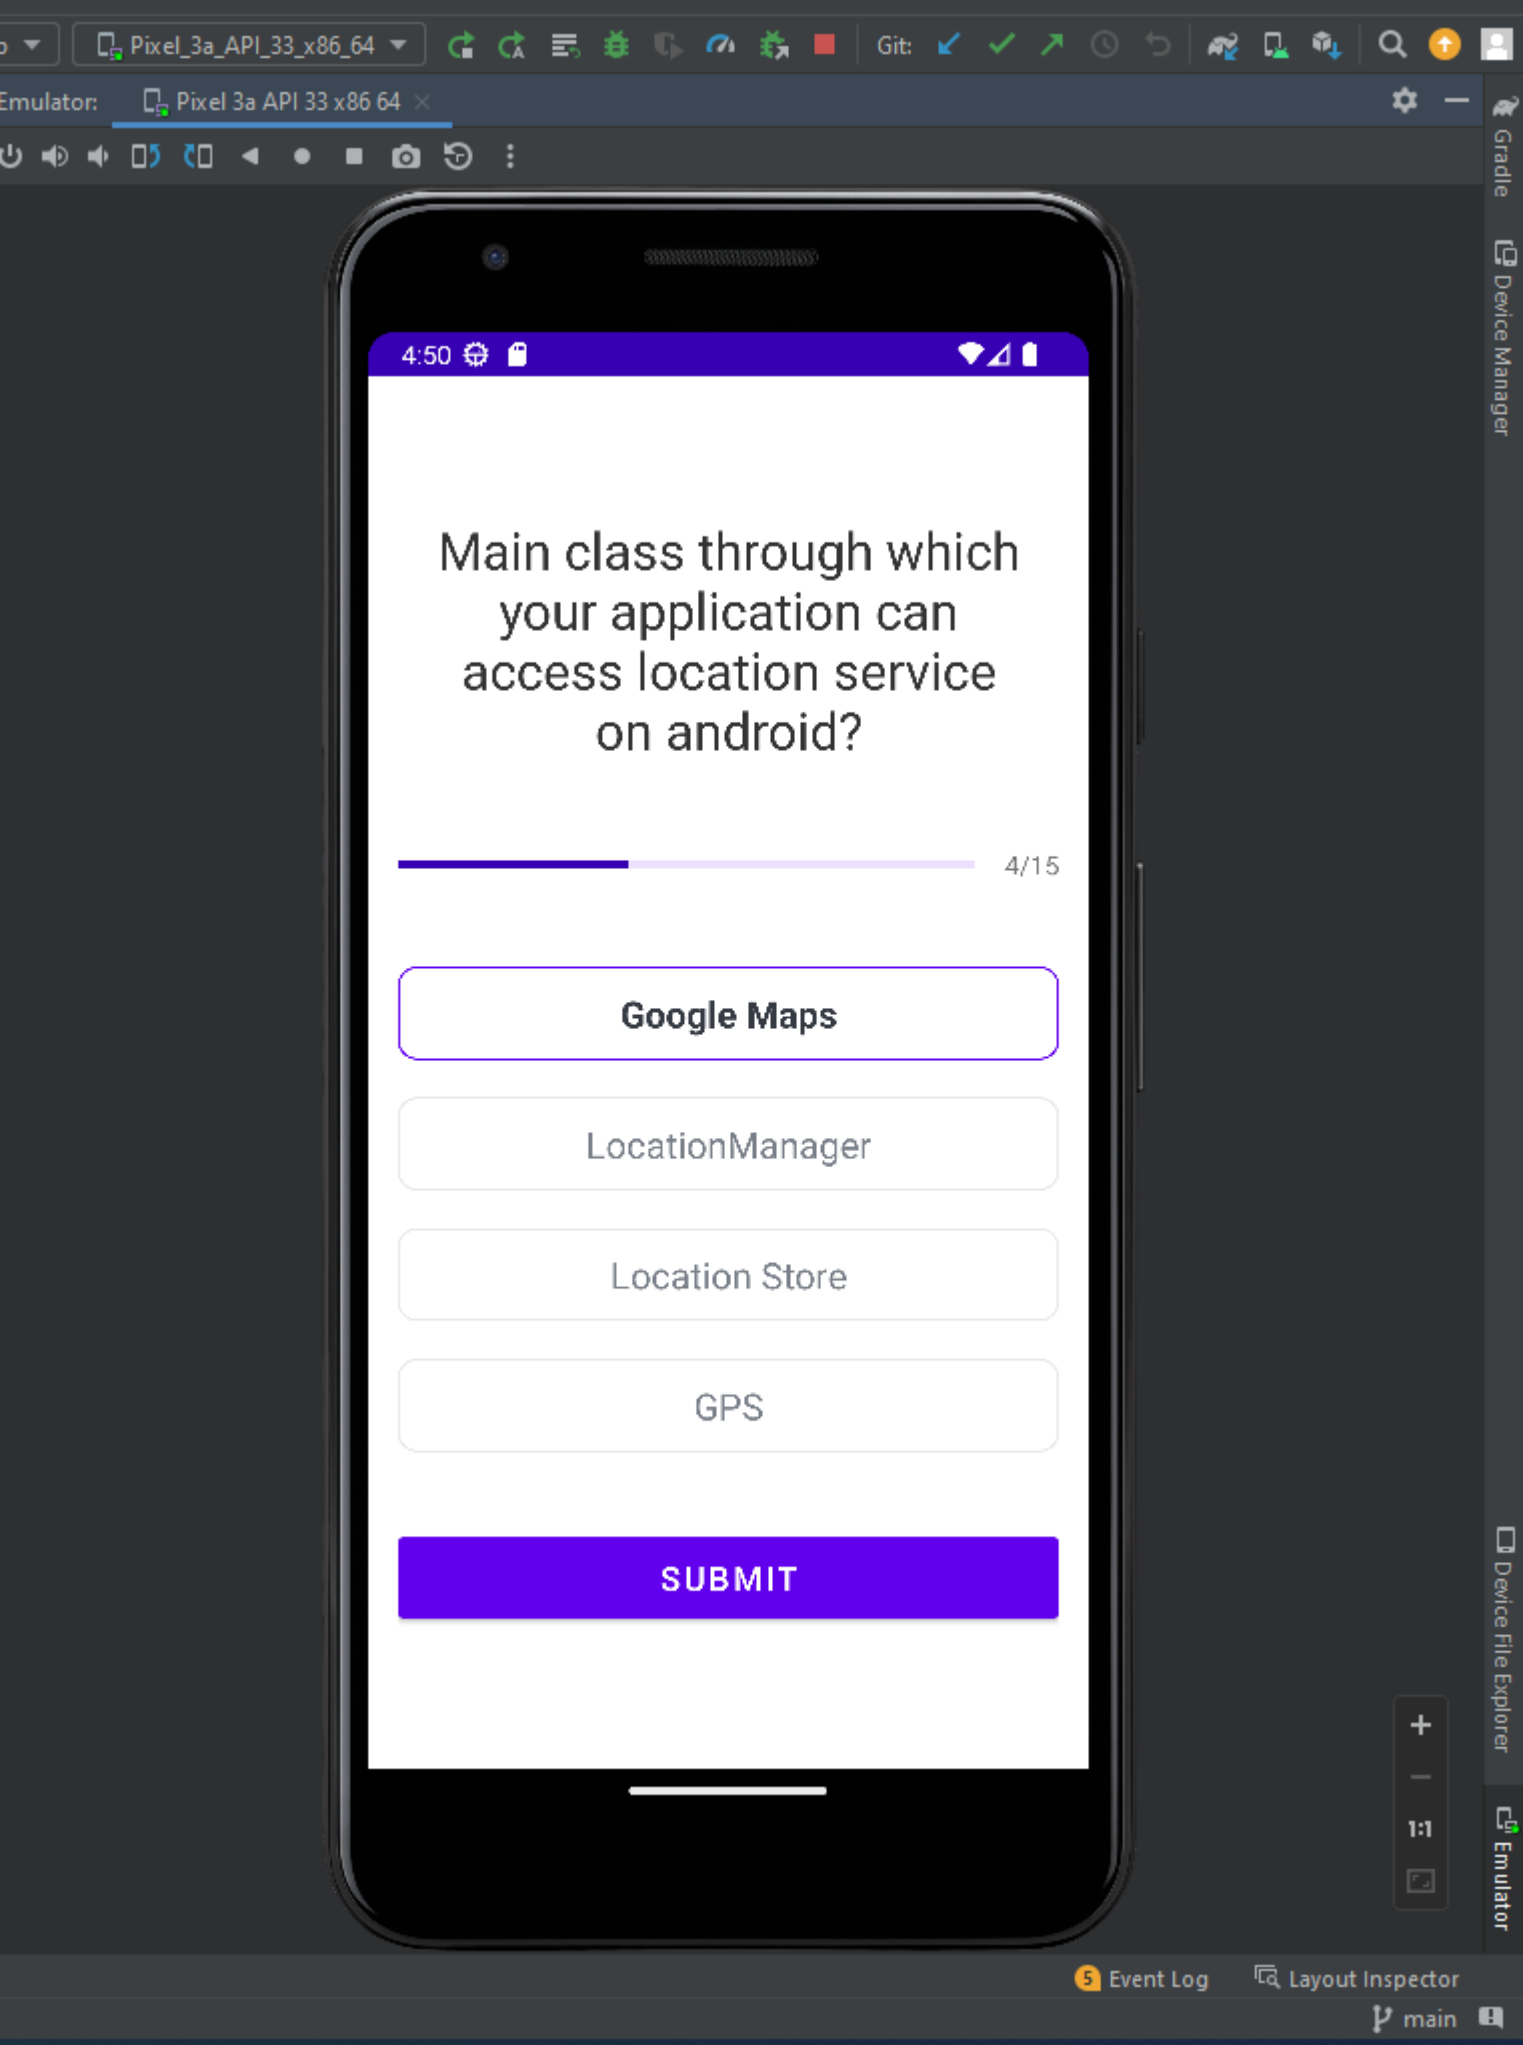 Pixel_3a_API_33_x86_64
Git:
Emulator:
Pixel 3a API 33 x86 64
Gradle
Device Manager
4:50
Main class through which
your application can
access location service
on android?
4/15
Google Maps
LocationManager
Location Store
GPS
SUBMIT
Device File Explorer
1:1
Emulator
5 Event Log
Layout Inspector
main